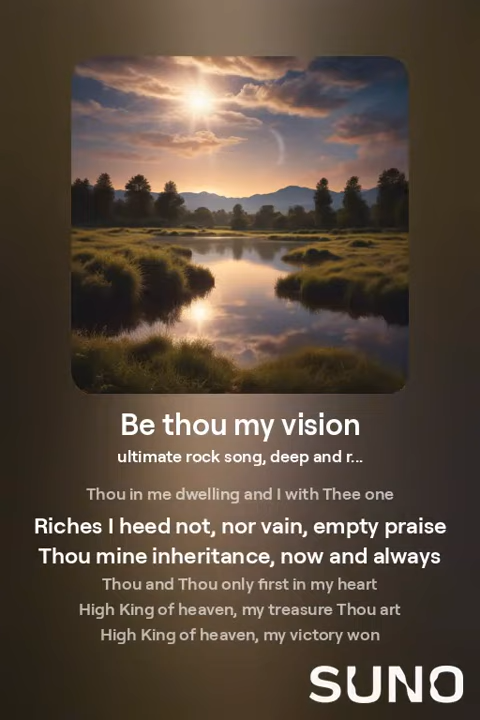 Be thou my vision
ultimate rock song, deep and r...
Thou in me dwelling and I with Thee one
Riches I heed not, nor vain, empty praise
Thou mine inheritance, now and always
Thou and Thou only first in my heart
High King of heaven, my treasure Thou art
High King of heaven, my victory won
SUNO